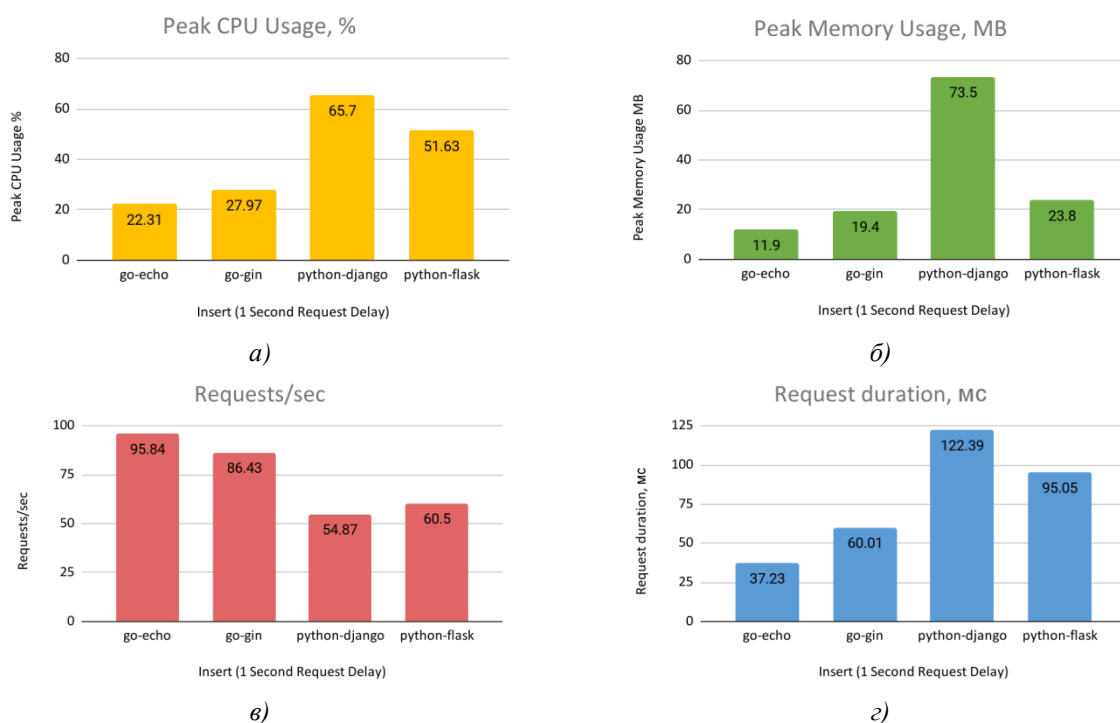 Peak CPU Usage, %
Peak CPU Usage %
80
60
40
20
0
22.31
27.97
65.7
51.63
go-echo
go-gin
python-django
python-flask
Insert (1 Second Request Delay)
а)
Peak Memory Usage, MB
Peak Memory Usage MB
80
60
40
20
0
11.9
19.4
73.5
23.8
go-echo
go-gin
python-django
python-flask
Insert (1 Second Request Delay)
б)
Requests/sec
Requests/sec
100
75
50
25
0
95.84
86.43
54.87
60.5
go-echo
go-gin
python-django
python-flask
Insert (1 Second Request Delay)
в)
Request duration, мс
Request duration, мс
125
100
75
50
25
0
37.23
60.01
122.39
95.05
go-echo
go-gin
python-django
python-flask
Insert (1 Second Request Delay)
г)